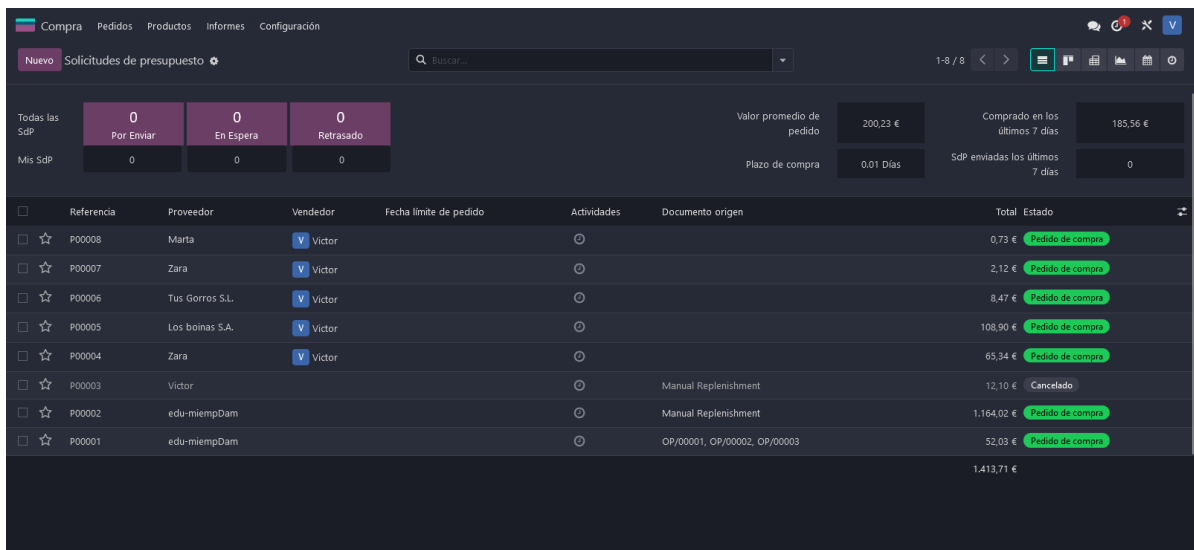 Compra Pedidos Productos Informes Configuración 1 V
Nuevo Solicitudes de presupuesto Buscar... 1-8 / 8
Todas las SdP
0 Por Enviar
0 En Espera
0 Retrasado
Mis SdP 0 0 0
Valor promedio de pedido 200,23 €
Comprado en los últimos 7 días 185,56 €
Plazo de compra 0.01 Días
SdP enviadas los últimos 7 días 0
Referencia Proveedor Vendedor Fecha límite de pedido Actividades Documento origen Total Estado
P00008 Marta V Victor 0,73 € Pedido de compra
P00007 Zara V Victor 2,12 € Pedido de compra
P00006 Tus Gorros S.L. V Victor 8,47 € Pedido de compra
P00005 Los boinas S.A. V Victor 108,90 € Pedido de compra
P00004 Zara V Victor 65,34 € Pedido de compra
P00003 Victor Manual Replenishment 12,10 € Cancelado
P00002 edu-miempDam Manual Replenishment 1.164,02 € Pedido de compra
P00001 edu-miempDam OP/00001, OP/00002, OP/00003 52,03 € Pedido de compra
1.413,71 €